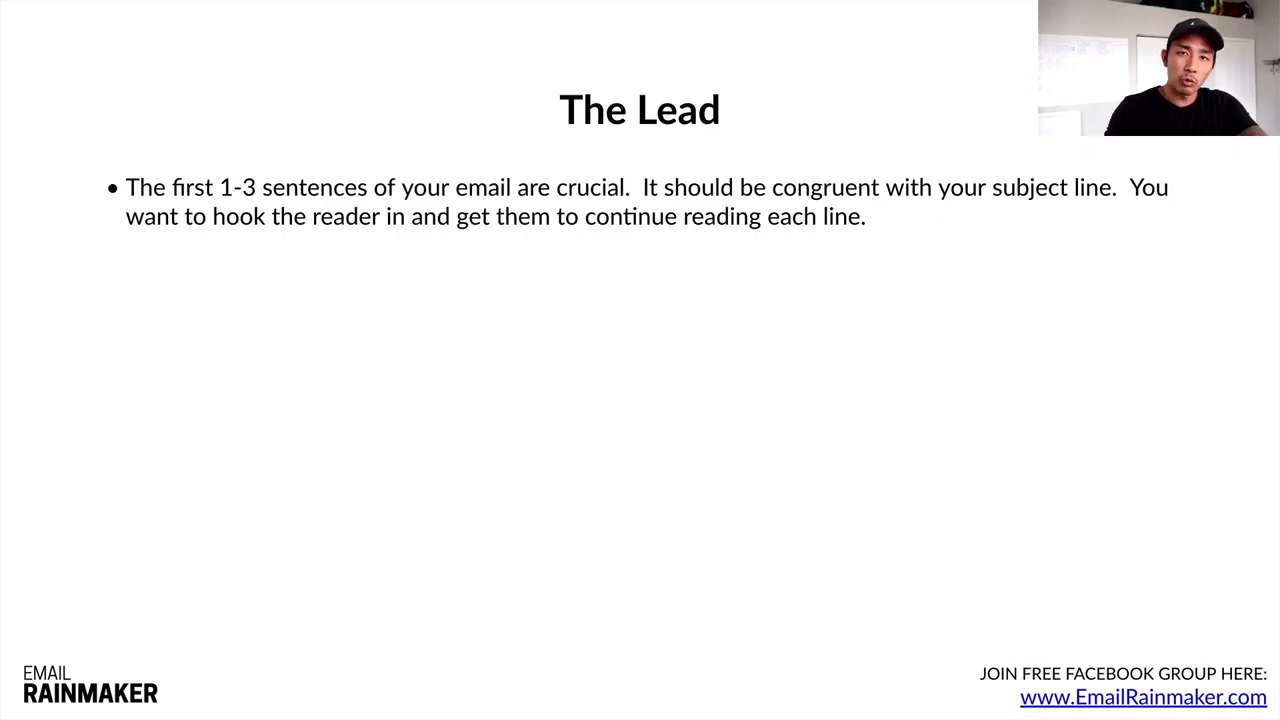 The Lead
• The first 1-3 sentences of your email are crucial.  It should be congruent with your subject line.  You
want to hook the reader in and get them to continue reading each line.
EMAIL
RAINMAKER
JOIN FREE FACEBOOK GROUP HERE:
www.EmailRainmaker.com